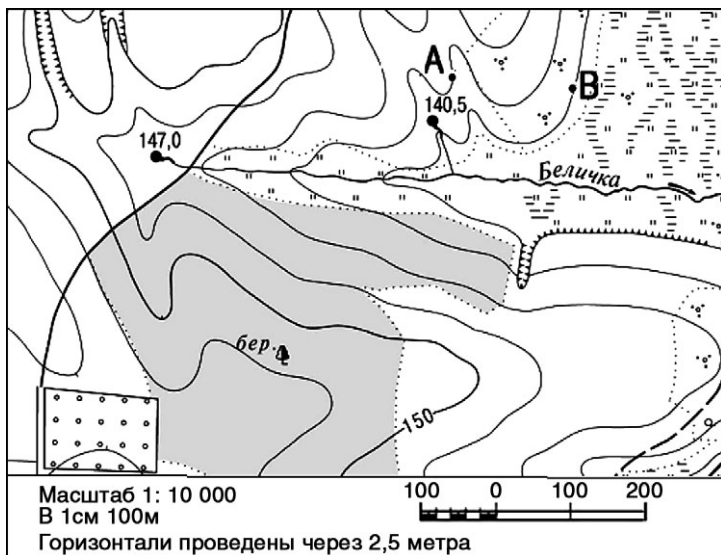 А
В
140,5
147,0
Беличка
бер.
150
Масштаб 1: 10 000
В 1см 100м
Горизонтали проведены через 2,5 метра
100 0 100 200